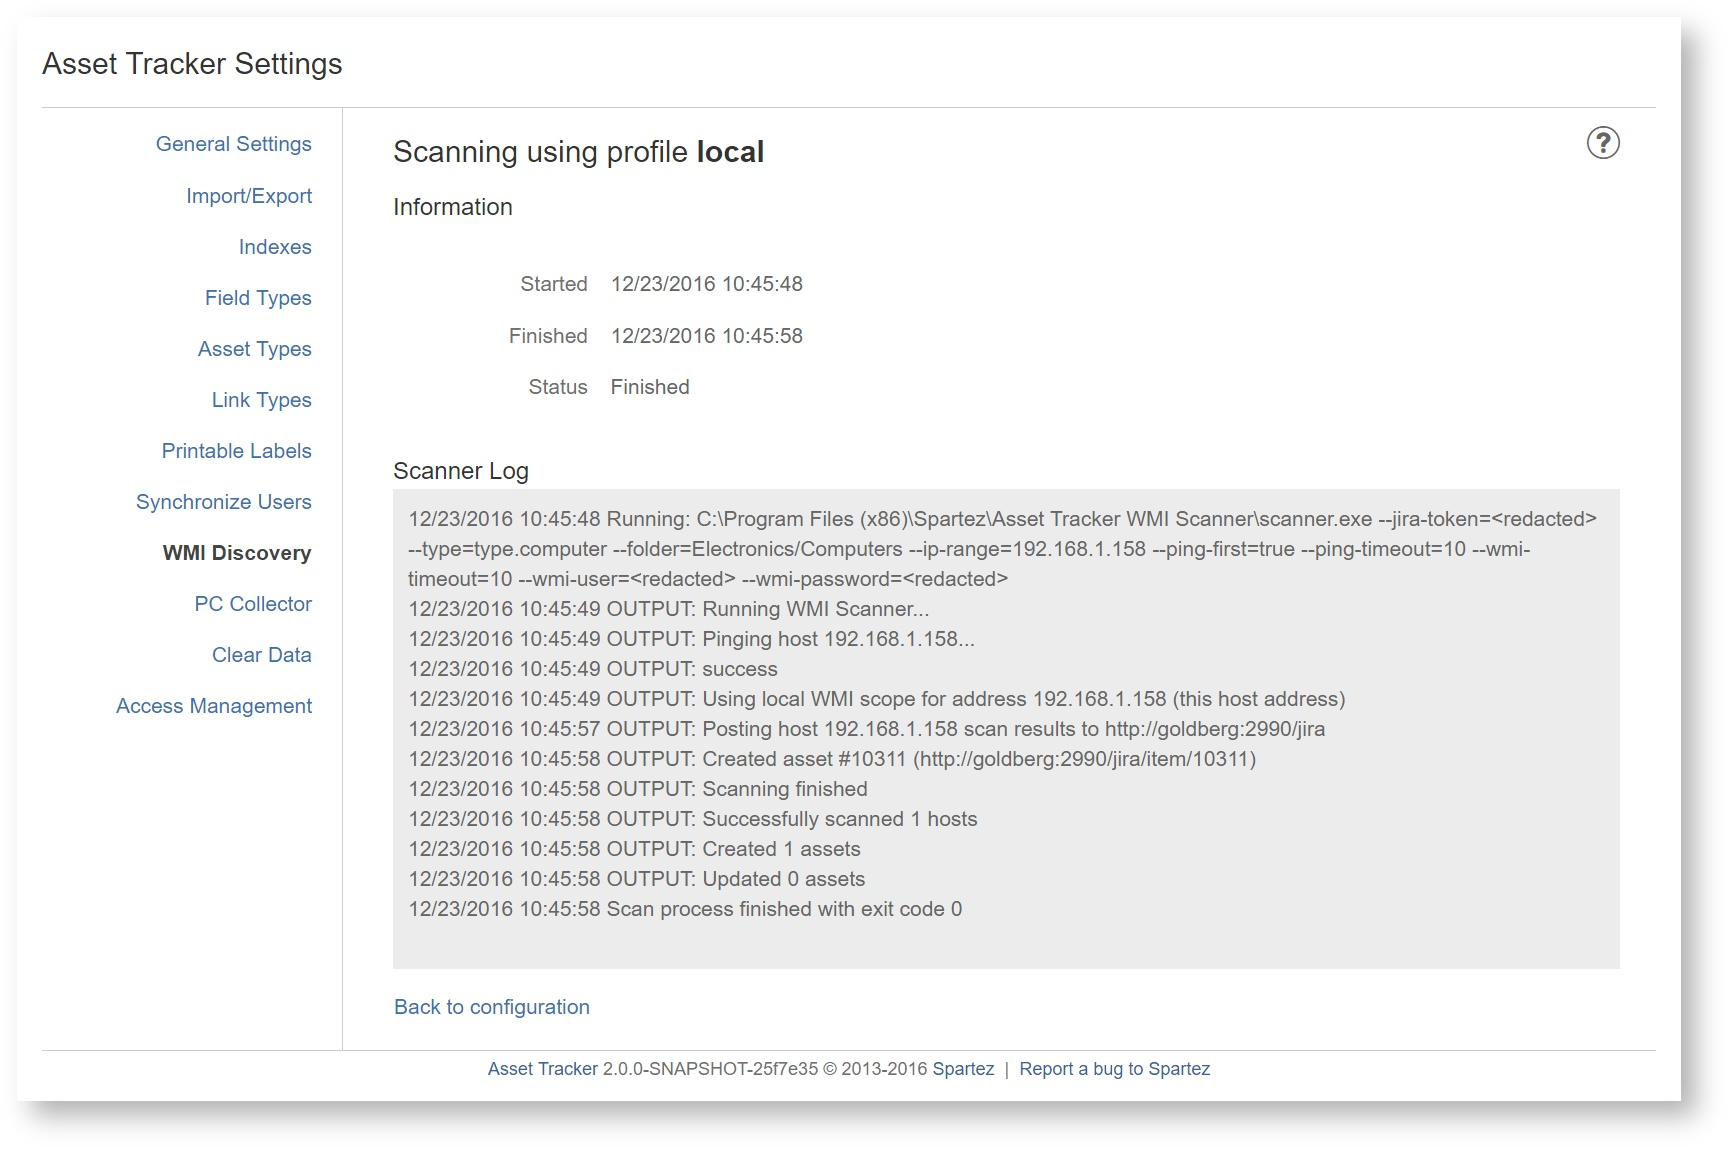 Asset Tracker Settings
General Settings
Import/Export
Indexes
Field Types
Asset Types
Link Types
Printable Labels
Synchronize Users
WMI Discovery
PC Collector
Clear Data
Access Management
Scanning using profile local
?
Information
Started 12/23/2016 10:45:48
Finished 12/23/2016 10:45:58
Status Finished
Scanner Log
12/23/2016 10:45:48 Running: C:\Program Files (x86)\Spartez\Asset Tracker WMI Scanner\scanner.exe --jira-token=<redacted>
--type=type.computer --folder=Electronics/Computers --ip-range=192.168.1.158 --ping-first=true --ping-timeout=10 --wmi-
timeout=10 --wmi-user=<redacted> --wmi-password=<redacted>
12/23/2016 10:45:49 OUTPUT: Running WMI Scanner...
12/23/2016 10:45:49 OUTPUT: Pinging host 192.168.1.158...
12/23/2016 10:45:49 OUTPUT: success
12/23/2016 10:45:49 OUTPUT: Using local WMI scope for address 192.168.1.158 (this host address)
12/23/2016 10:45:57 OUTPUT: Posting host 192.168.1.158 scan results to http://goldberg:2990/jira
12/23/2016 10:45:58 OUTPUT: Created asset #10311 (http://goldberg:2990/jira/item/10311)
12/23/2016 10:45:58 OUTPUT: Scanning finished
12/23/2016 10:45:58 OUTPUT: Successfully scanned 1 hosts
12/23/2016 10:45:58 OUTPUT: Created 1 assets
12/23/2016 10:45:58 OUTPUT: Updated 0 assets
12/23/2016 10:45:58 Scan process finished with exit code 0
Back to configuration
Asset Tracker 2.0.0-SNAPSHOT-25f7e35 © 2013-2016 Spartez | Report a bug to Spartez